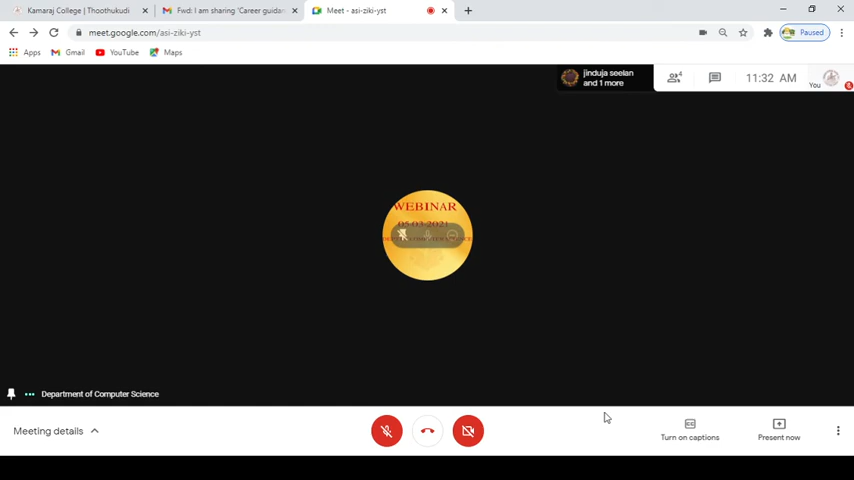 Kamaraj College | Thoothukudi
Fwd: I am sharing 'Career guidan
Meet - asi-ziki-yst
meet.google.com/asi-ziki-yst
Paused
Apps
Gmail
YouTube
Maps
jinduja seelan
and 1 more
4
11:32 AM
You
WEBINAR
05-03-2021
Department of Computer Science
Meeting details
Turn on captions
Present now